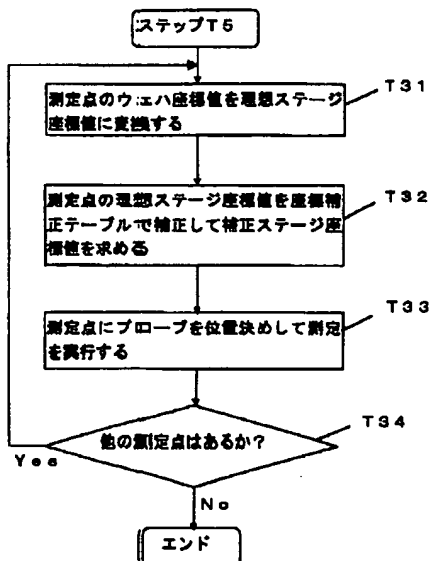 ステップT5
T31
測定点のウェハ座標値を理想ステージ
座標値に変換する
T32
測定点の理想ステージ座標値を座標補
正テーブルで補正して補正ステージ座
標値を求める
T33
測定点にプローブを位置決めして測定
を実行する
T34
他の測定点はあるか?
Yes
No
エンド